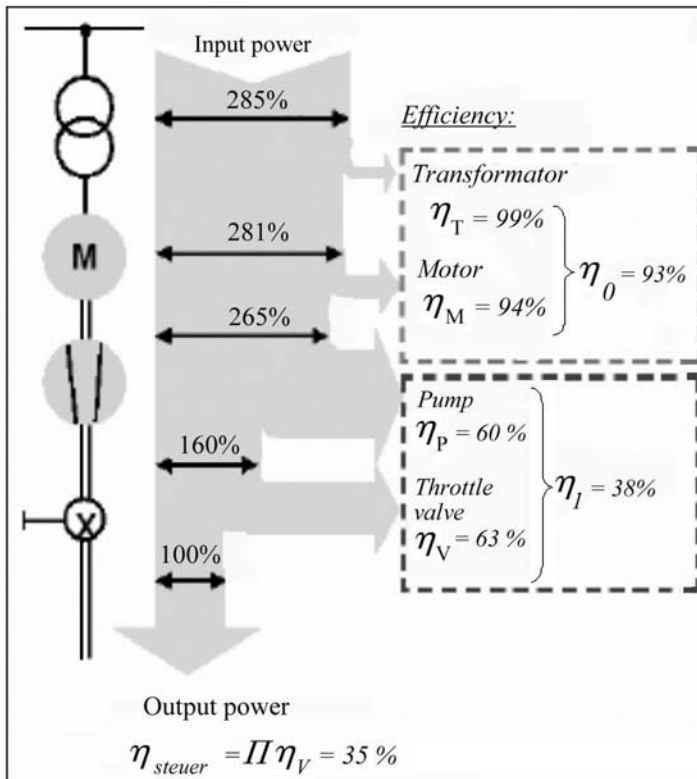 Input power
285%
Efficiency:
Transformator
η_T = 99%
281%
M
Motor
η_0 = 93%
η_M = 94%
265%
Pump
η_P = 60 %
160%
η_1 = 38%
Throttle
valve
η_V = 63 %
X
100%
Output power
η_steuer = Π η_V = 35 %